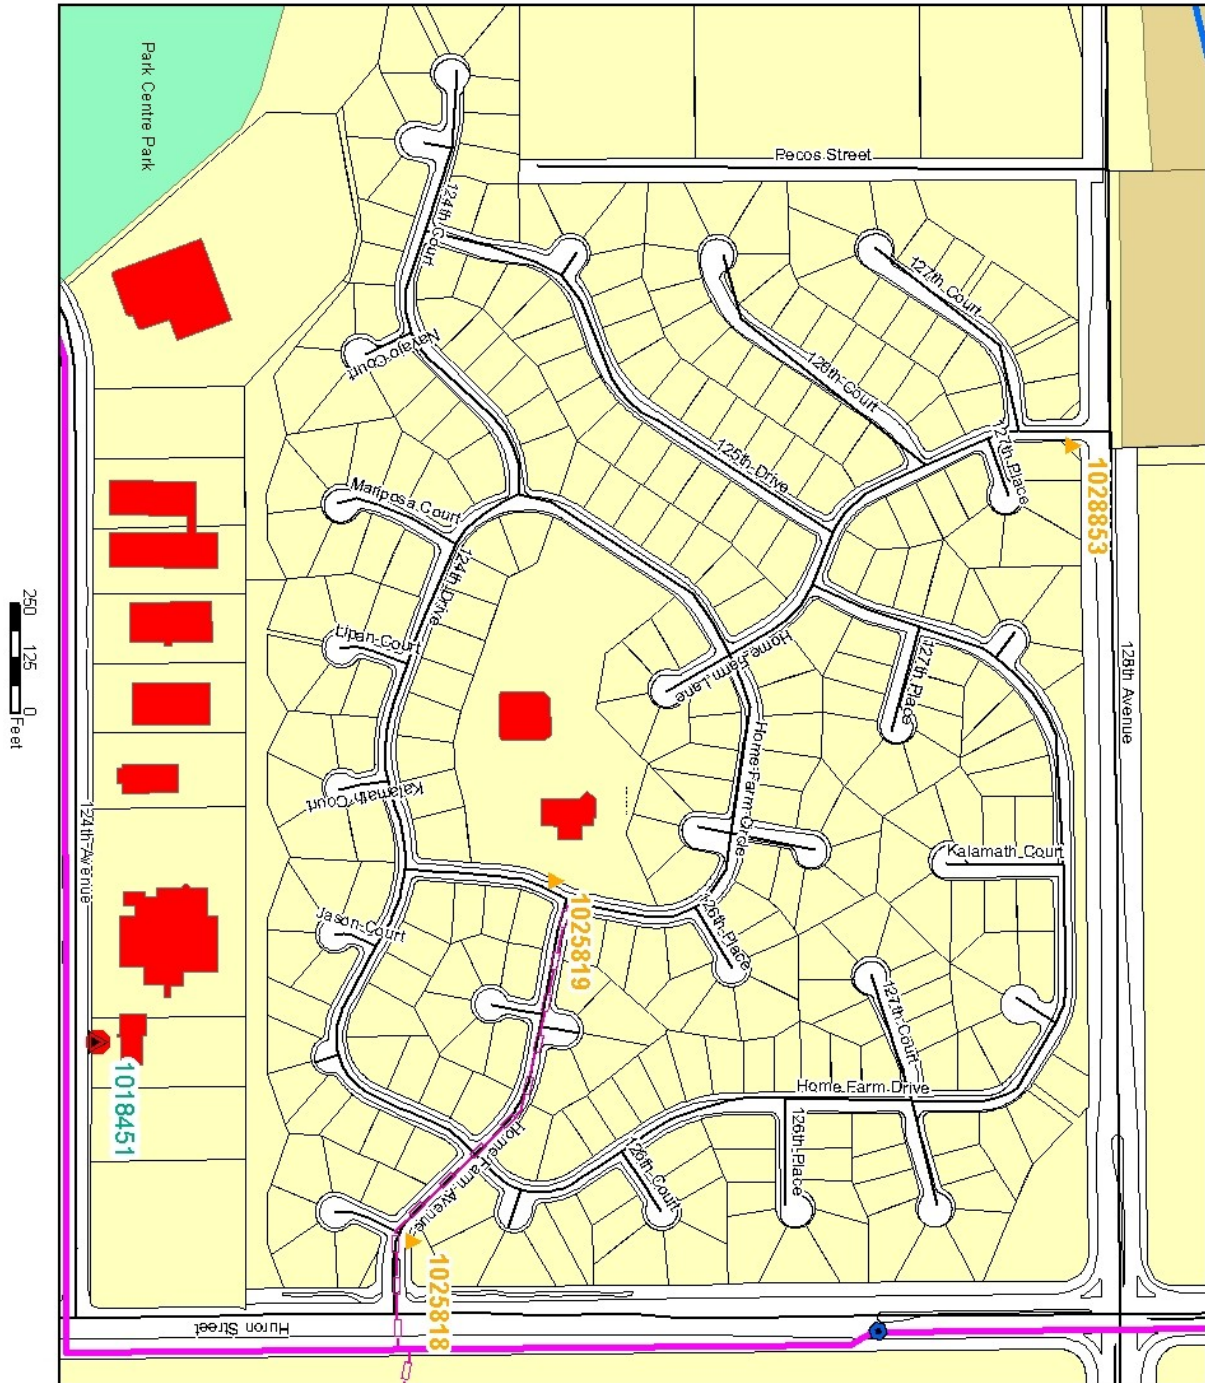 Park Centre Park
Pecos Street
124th Court
127th Court
Navajo Court
126th Court
125th Drive
27th Place
1028853
Mariposa Court
124th Drive
Lipan Court
Home Farm Lane
127th Place
128th Avenue
250 125 0
Feet
Kalamath Court
Home Farm Circle
Kalamath Court
124th Avenue
1025819
126th Place
Jason Court
127th Court
1018451
Home Farm Avenue
Home Farm Drive
126th Court
126th Place
1025818
Huron Street